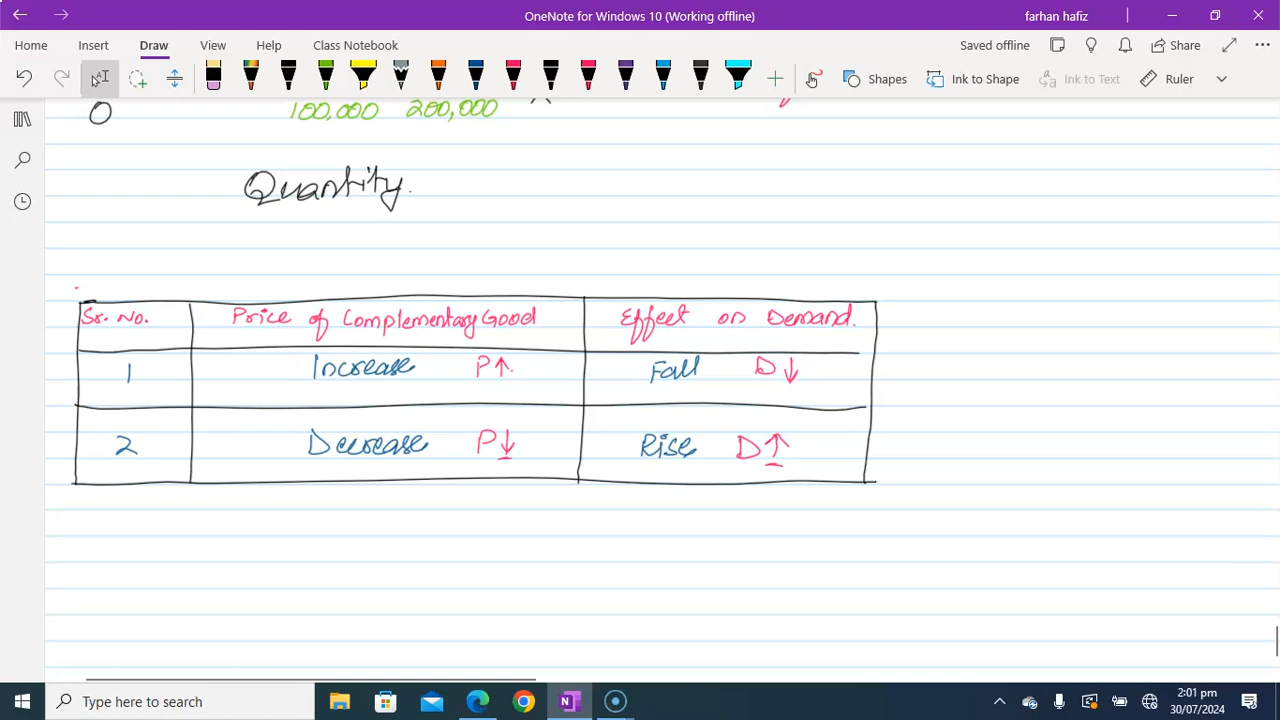 OneNote for Windows 10 (Working offline)
farhan hafiz
Home Insert Draw View Help Class Notebook
Saved offline
Share
Shapes
Ink to Shape
Ink to Text
Ruler
0 100,000 200,000
Quantity.
Sr. No. Price of Complementary Good Effect on Demand.
1 Increase P↑ Fall D↓
2 Decrease P↓ Rise D↑
Type here to search
2:01 pm
30/07/2024